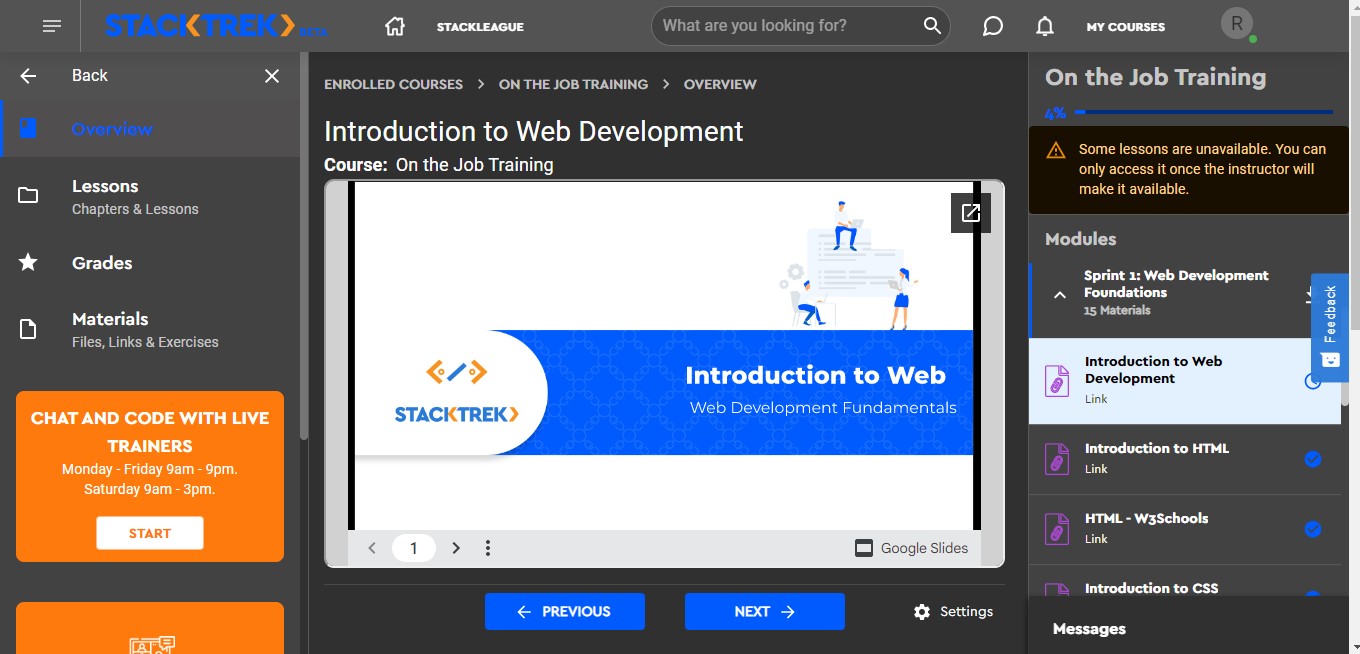 STACKTREK BETA
STACKLEAGUE
What are you looking for?
MY COURSES
R
Back
Overview
Lessons
Chapters & Lessons
Grades
Materials
Files, Links & Exercises
CHAT AND CODE WITH LIVE
TRAINERS
Monday - Friday 9am - 9pm.
Saturday 9am - 3pm.
START
ENROLLED COURSES > ON THE JOB TRAINING > OVERVIEW
Introduction to Web Development
Course: On the Job Training
STACKTREK
Introduction to Web
Web Development Fundamentals
1
Google Slides
PREVIOUS
NEXT
Settings
On the Job Training
4%
Some lessons are unavailable. You can
only access it once the instructor will
make it available.
Modules
Sprint 1: Web Development
Foundations
15 Materials
Feedback
Introduction to Web
Development
Link
Introduction to HTML
Link
HTML - W3Schools
Link
Introduction to CSS
Messages